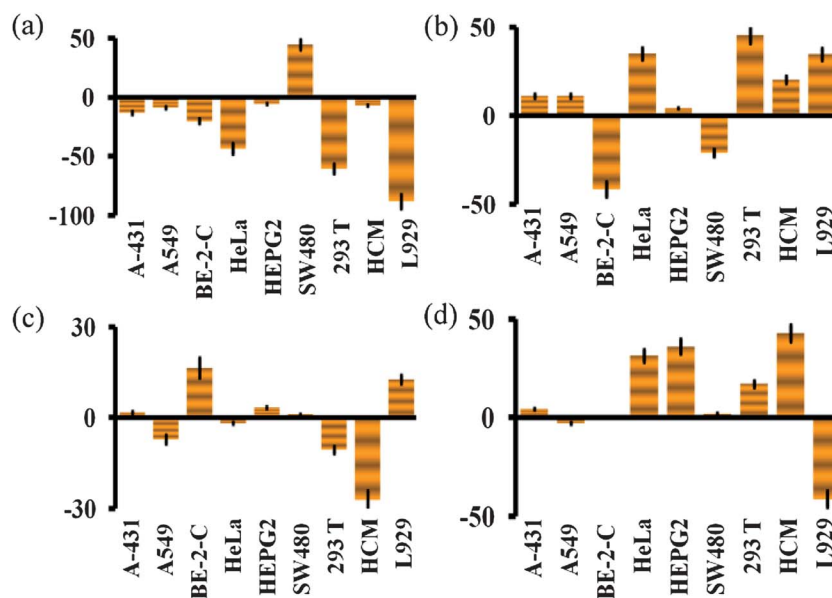 (a)
50
0
-50
-100
A-431
A549
BE-2-C
HeLa
HEPG2
SW480
293 T
HCM
L929
(b)
50
0
-50
A-431
A549
BE-2-C
HeLa
HEPG2
SW480
293 T
HCM
L929
(c)
30
0
-30
A-431
A549
BE-2-C
HeLa
HEPG2
SW480
293 T
HCM
L929
(d)
50
0
-50
A-431
A549
BE-2-C
HeLa
HEPG2
SW480
293 T
HCM
L929